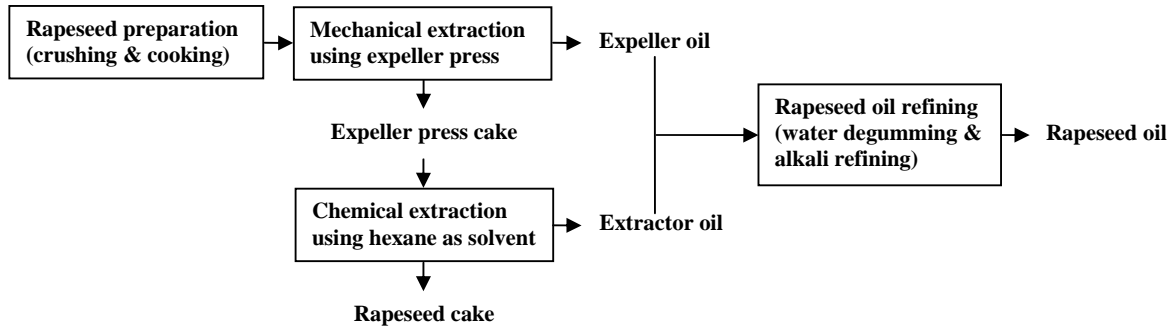 Rapeseed preparation
(crushing & cooking)
Mechanical extraction
using expeller press
Expeller oil
Expeller press cake
Chemical extraction
using hexane as solvent
Extractor oil
Rapeseed cake
Rapeseed oil refining
(water degumming &
alkali refining)
Rapeseed oil